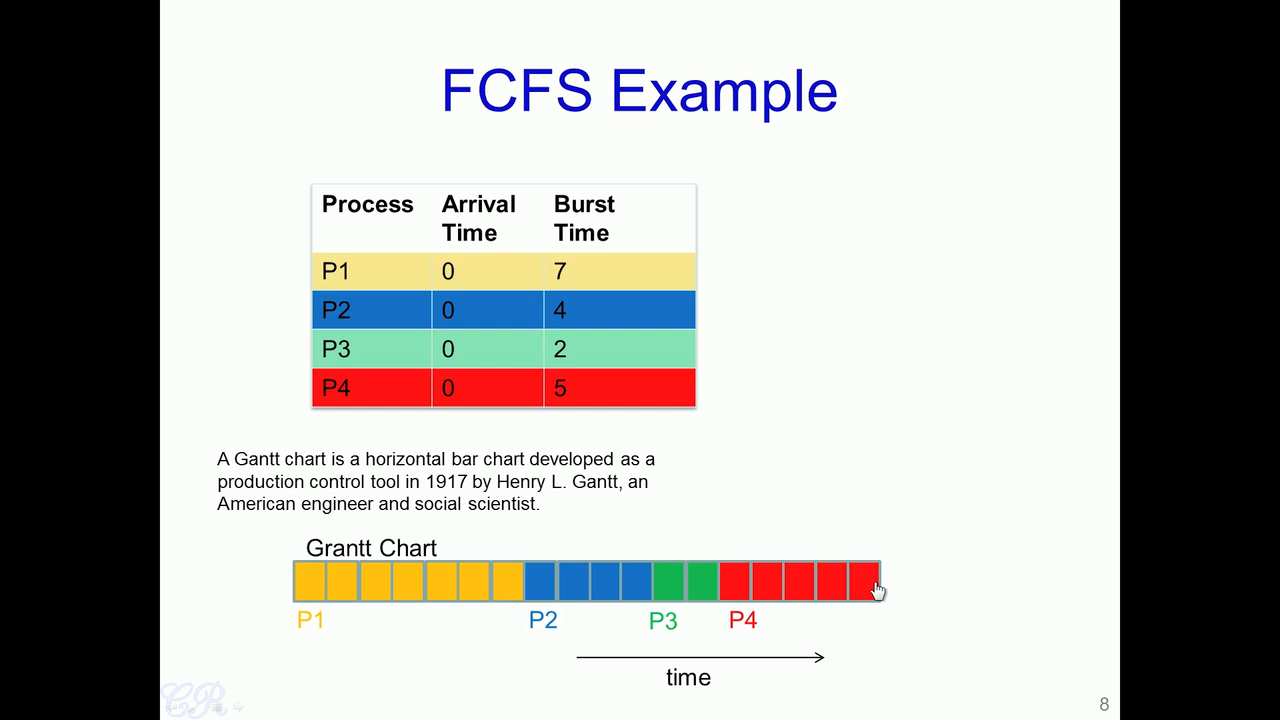 FCFS Example
Process Arrival Time Burst Time
P1 0 7
P2 0 4
P3 0 2
P4 0 5
A Gantt chart is a horizontal bar chart developed as a
production control tool in 1917 by Henry L. Gantt, an
American engineer and social scientist.
Grantt Chart
P1 P2 P3 P4
time
CR
8